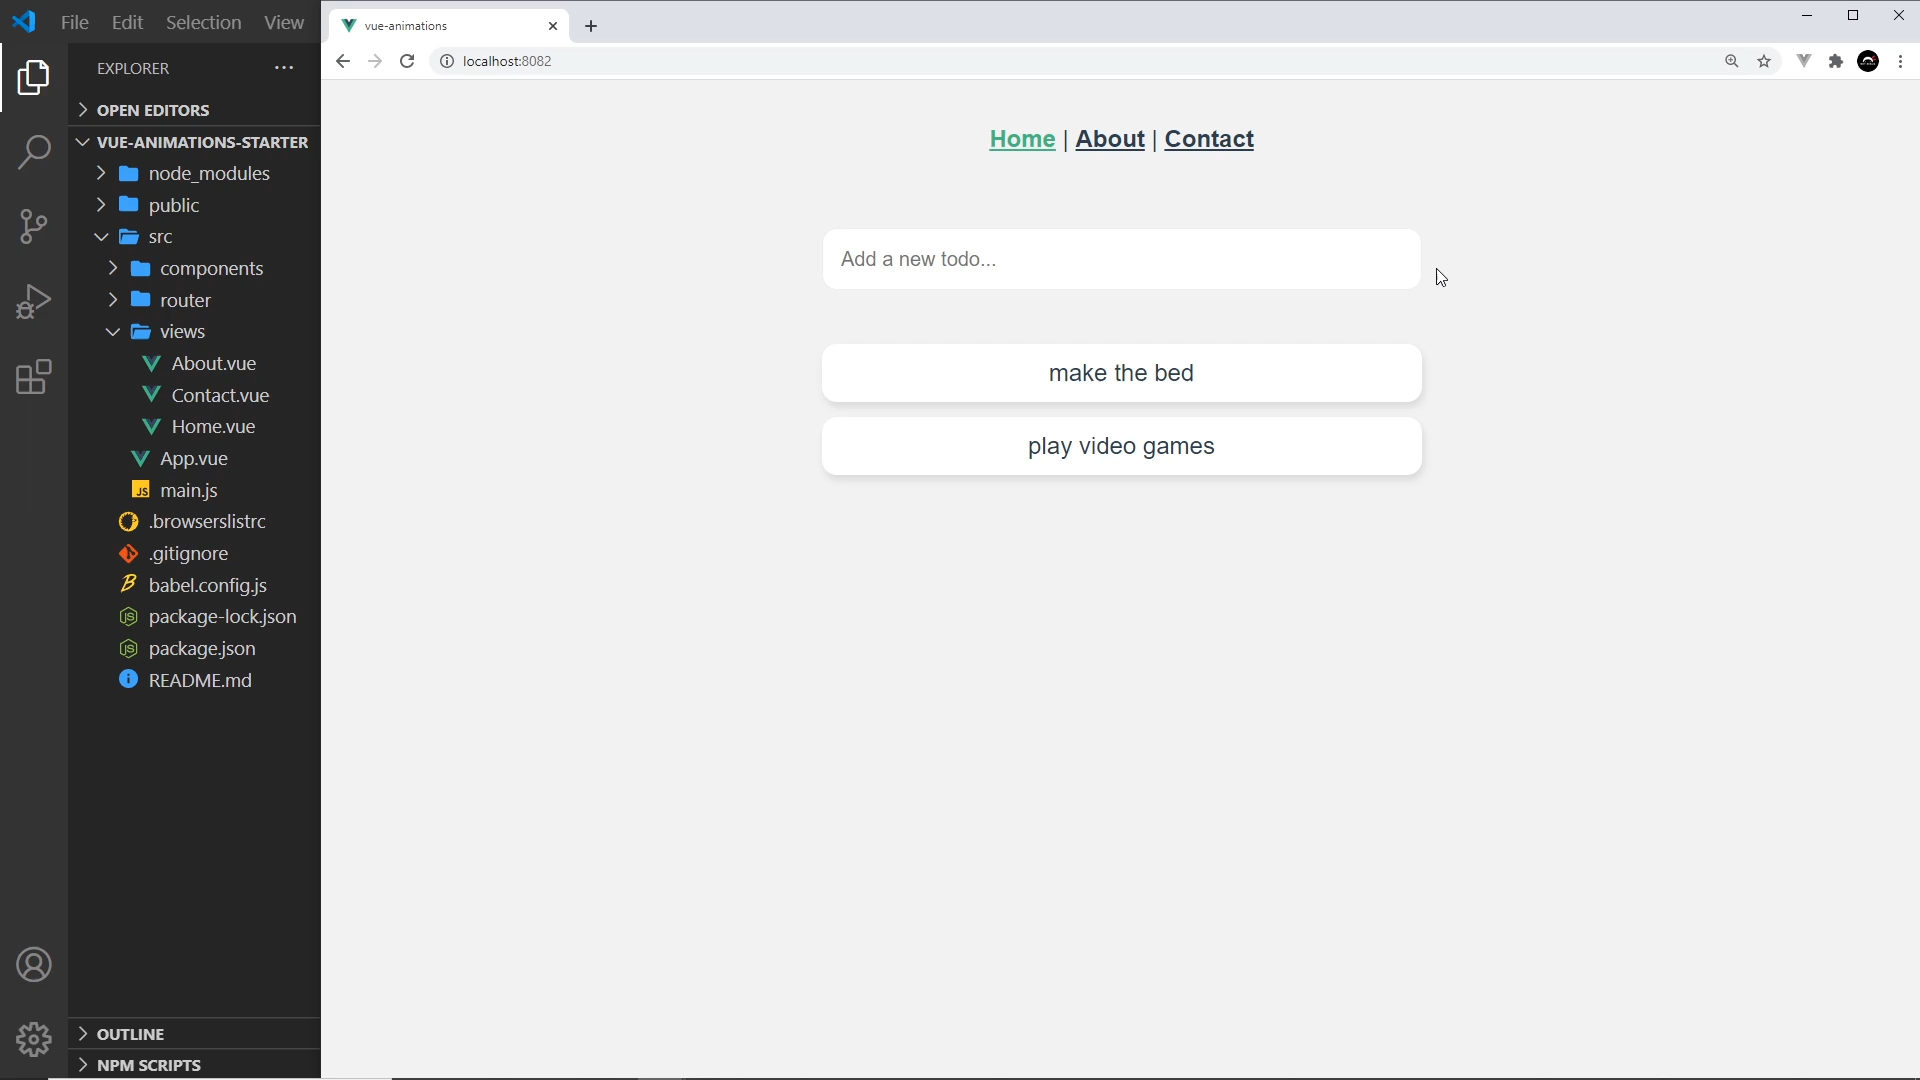 File Edit Selection View
EXPLORER
OPEN EDITORS
VUE-ANIMATIONS-STARTER
node_modules
public
src
components
router
views
About.vue
Contact.vue
Home.vue
App.vue
JS main.js
.browserslistrc
.gitignore
babel.config.js
JS package-lock.json
JS package.json
README.md
OUTLINE
NPM SCRIPTS
vue-animations
localhost:8082
Home | About | Contact
Add a new todo...
make the bed
play video games